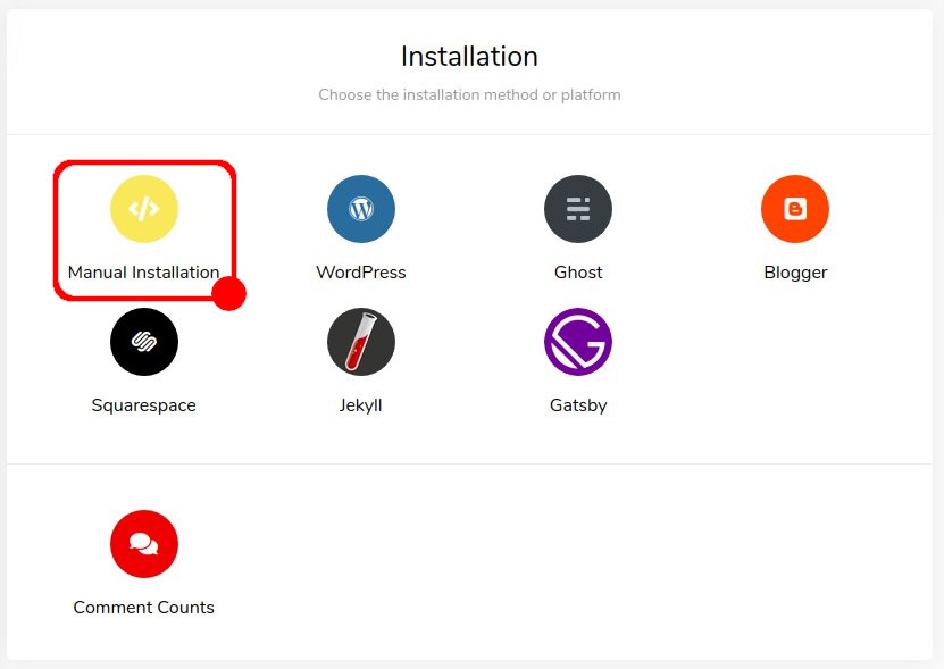 Installation
Choose the installation method or platform
Manual Installation
WordPress
Ghost
Blogger
Squarespace
Jekyll
Gatsby
Comment Counts